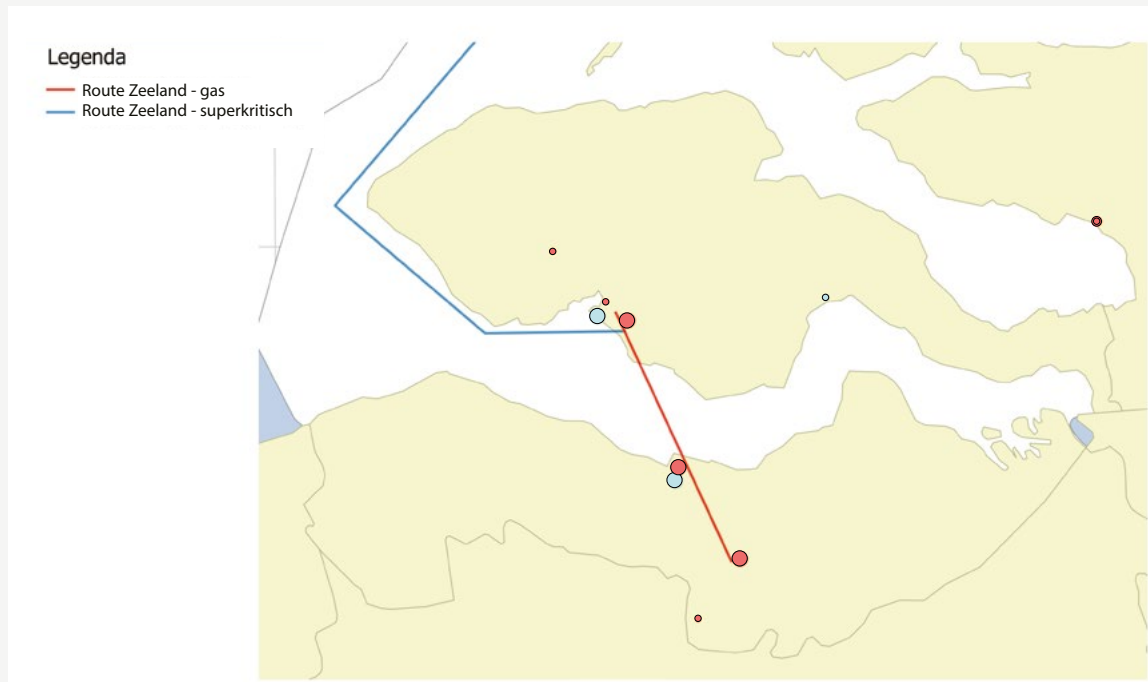 Legenda
Route Zeeland - gas
Route Zeeland - superkritisch